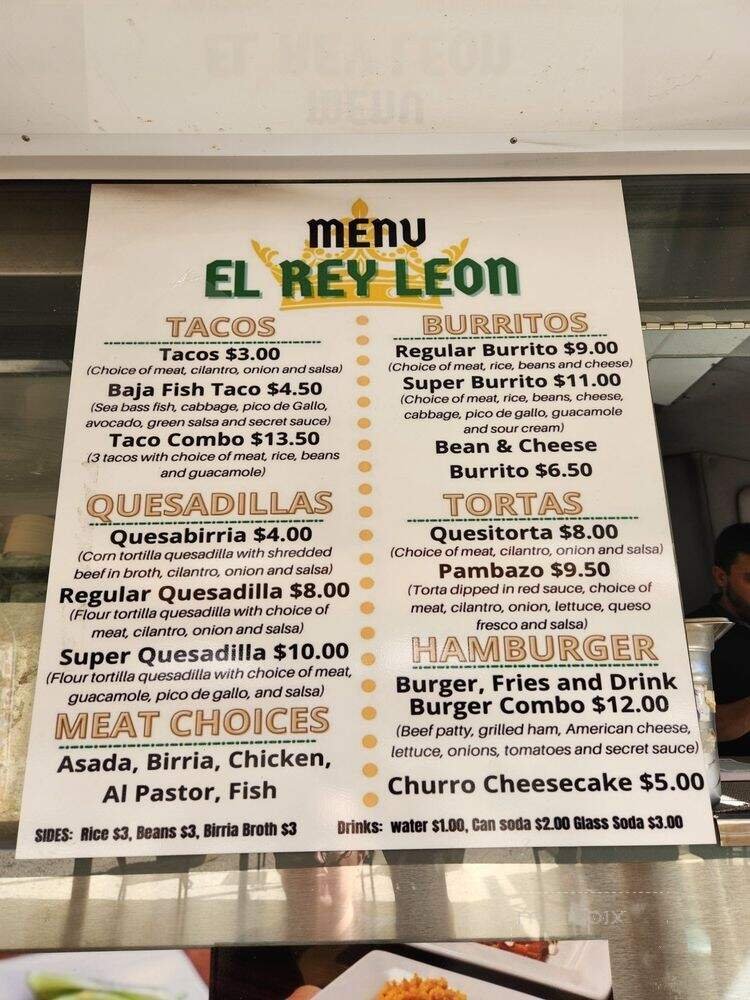 MENU
EL REY LEON
TACOS
Tacos $3.00
(Choice of meat, cilantro, onion and salsa)
Baja Fish Taco $4.50
(Sea bass fish, cabbage, pico de Gallo,
avocado, green salsa and secret sauce)
Taco Combo $13.50
(3 tacos with choice of meat, rice, beans
and guacamole)
QUESADILLAS
Quesabirria $4.00
(Corn tortilla quesadilla with shredded
beef in broth, cilantro, onion and salsa)
Regular Quesadilla $8.00
(Flour tortilla quesadilla with choice of
meat, cilantro, onion and salsa)
Super Quesadilla $10.00
(Flour tortilla quesadilla with choice of meat,
guacamole, pico de gallo, and salsa)
MEAT CHOICES
Asada, Birria, Chicken,
Al Pastor, Fish
BURRITOS
Regular Burrito $9.00
(Choice of meat, rice, beans and cheese)
Super Burrito $11.00
(Choice of meat, rice, beans, cheese,
cabbage, pico de gallo, guacamole
and sour cream)
Bean & Cheese
Burrito $6.50
TORTAS
Quesitorta $8.00
(Choice of meat, cilantro, onion and salsa)
Pambazo $9.50
(Torta dipped in red sauce, choice of
meat, cilantro, onion, lettuce, queso
fresco and salsa)
HAMBURGER
Burger, Fries and Drink
Burger Combo $12.00
(Beef patty, grilled ham, American cheese,
lettuce, onions, tomatoes and secret sauce)
Churro Cheesecake $5.00
SIDES: Rice $3, Beans $3, Birria Broth $3
Drinks: water $1.00, Can soda $2.00 Glass Soda $3.00